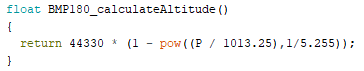 float BMP180_calculateAltitude()
{
return 44330 * (1 - pow((P / 1013.25),1/5.255));
}